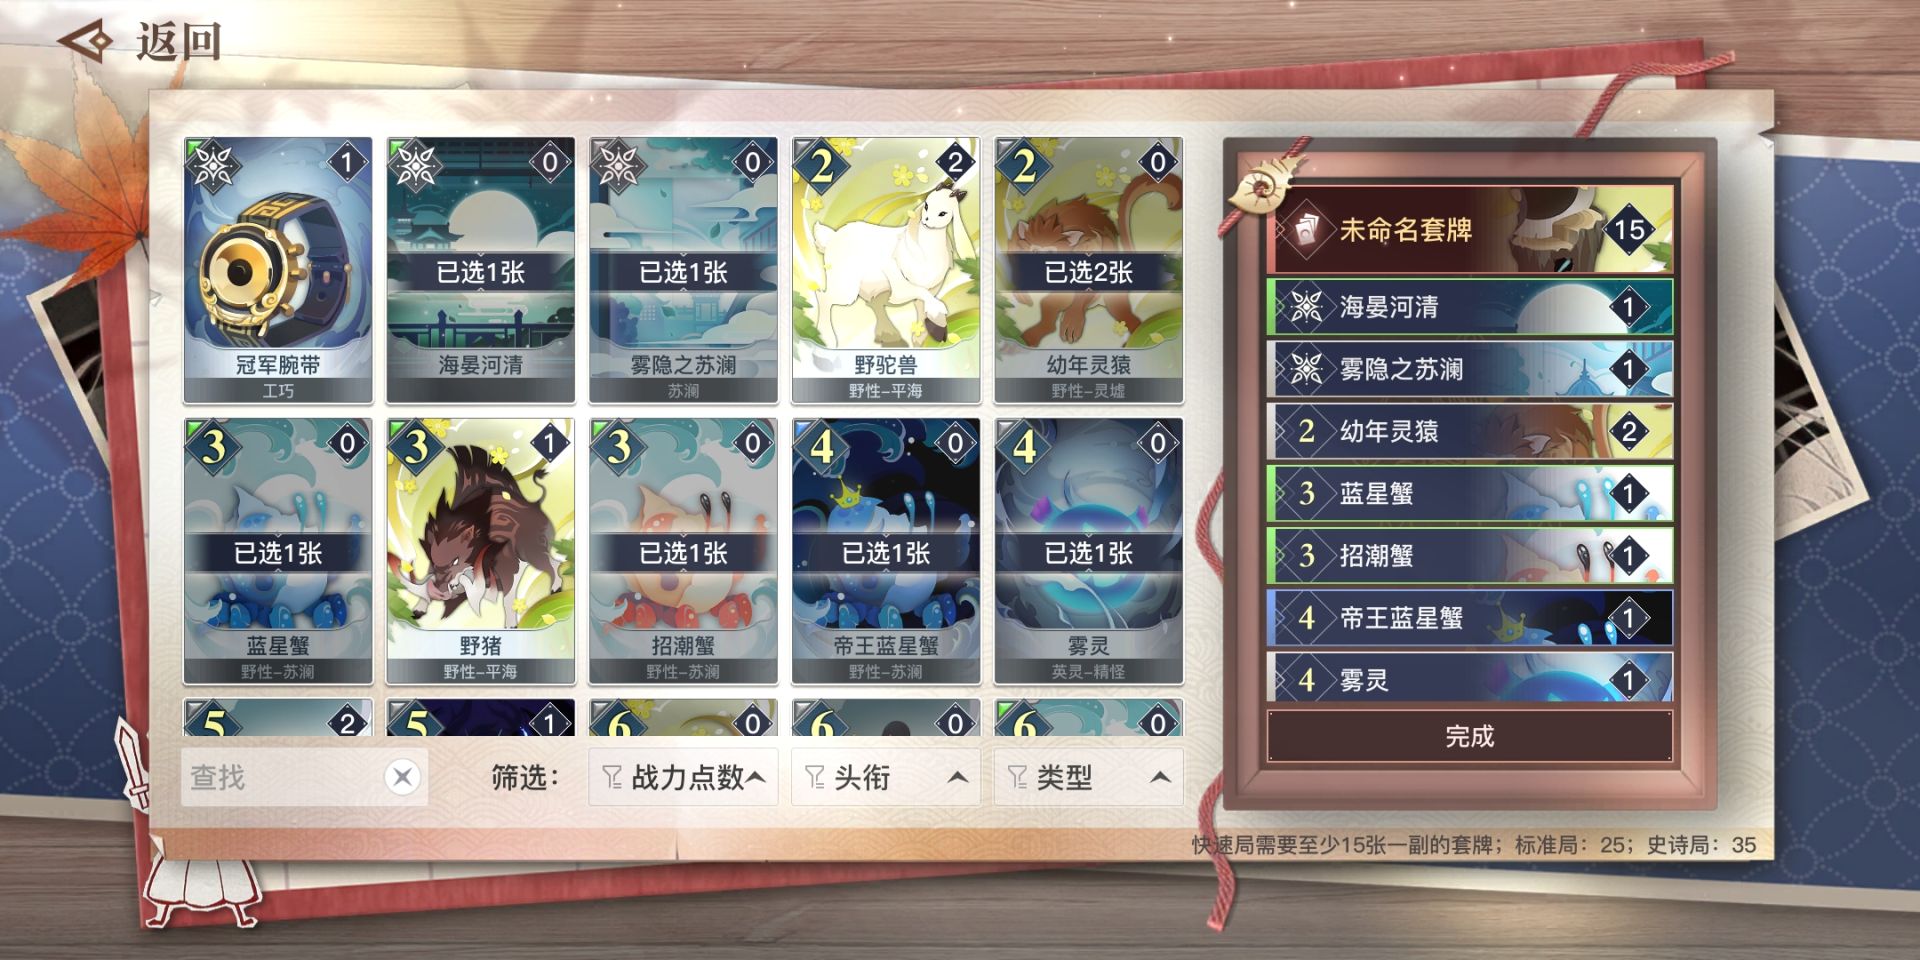 返回
1
冠军腕带
工巧
0
已选1张
海晏河清
0
已选1张
雾隐之苏澜
苏澜
2
2
野驼兽
野性-平海
2
0
已选2张
幼年灵猿
野性-灵墟
3
0
已选1张
蓝星蟹
野性-苏澜
3
1
野猪
野性-平海
3
0
已选1张
招潮蟹
野性-苏澜
4
0
已选1张
帝王蓝星蟹
野性-苏澜
4
0
已选1张
雾灵
英灵-精怪
5
2
5
1
6
0
6
0
6
0
查找
筛选：
战力点数
头衔
类型
未命名套牌
15
海晏河清
1
雾隐之苏澜
1
2
幼年灵猿
2
3
蓝星蟹
1
3
招潮蟹
1
4
帝王蓝星蟹
1
4
雾灵
1
完成
快速局需要至少15张一副的套牌；标准局：25；史诗局：35